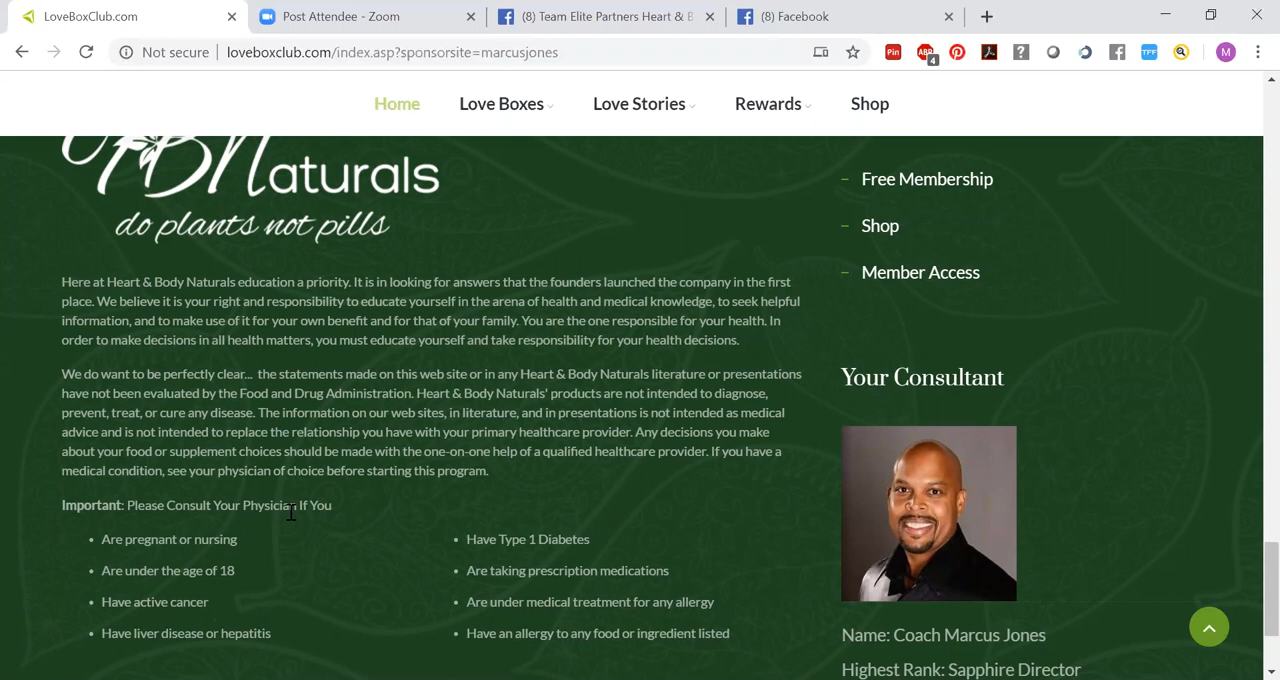 LoveBoxClub.com
Post Attendee - Zoom
(8) Team Elite Partners Heart & B
(8) Facebook
Not secure
loveboxclub.com/index.asp?sponsorsite=marcusjones
Pin
ABP
4
?
TFF
M
Home
Love Boxes
Love Stories
Rewards
Shop
HBNaturals
do plants not pills
Here at Heart & Body Naturals education a priority. It is in looking for answers that the founders launched the company in the first
place. We believe it is your right and responsibility to educate yourself in the arena of health and medical knowledge, to seek helpful
information, and to make use of it for your own benefit and for that of your family. You are the one responsible for your health. In
order to make decisions in all health matters, you must educate yourself and take responsibility for your health decisions.
We do want to be perfectly clear... the statements made on this web site or in any Heart & Body Naturals literature or presentations
have not been evaluated by the Food and Drug Administration. Heart & Body Naturals' products are not intended to diagnose,
prevent, treat, or cure any disease. The information on our web sites, in literature, and in presentations is not intended as medical
advice and is not intended to replace the relationship you have with your primary healthcare provider. Any decisions you make
about your food or supplement choices should be made with the one-on-one help of a qualified healthcare provider. If you have a
medical condition, see your physician of choice before starting this program.
Important: Please Consult Your Physician If You
• Are pregnant or nursing
• Are under the age of 18
• Have active cancer
• Have liver disease or hepatitis
• Have Type 1 Diabetes
• Are taking prescription medications
• Are under medical treatment for any allergy
• Have an allergy to any food or ingredient listed
– Free Membership
– Shop
– Member Access
Your Consultant
Name: Coach Marcus Jones
Highest Rank: Sapphire Director